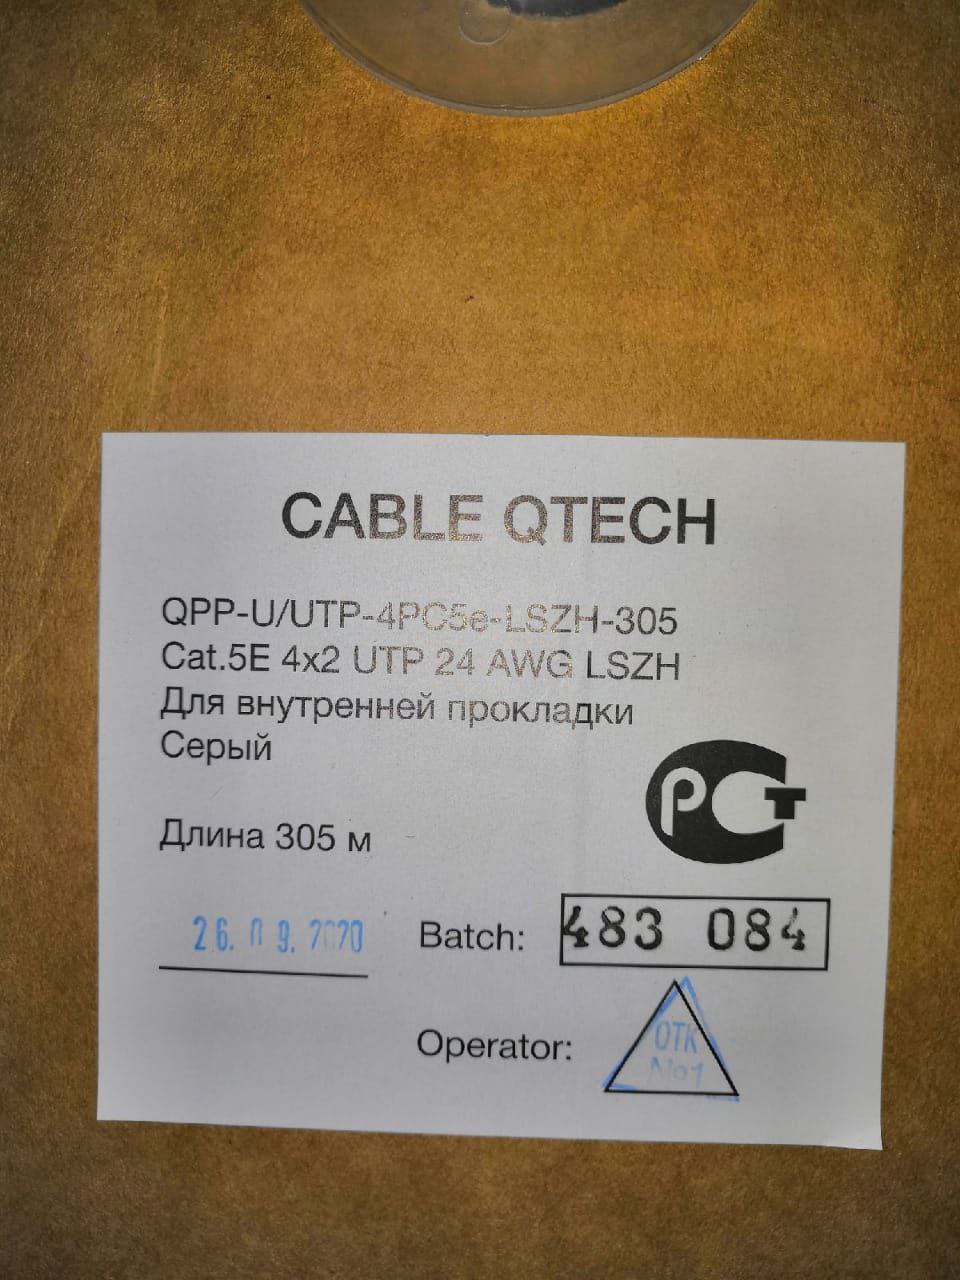 CABLE QTECH
QPP-U/UTP-4PC5e-LSZH-305
Cat.5E 4x2 UTP 24 AWG LSZH
Для внутренней прокладки
Серый
РСТ
Длина 305 м
26. 09. 2020
Batch: 483 084
Operator: ОТК
№1